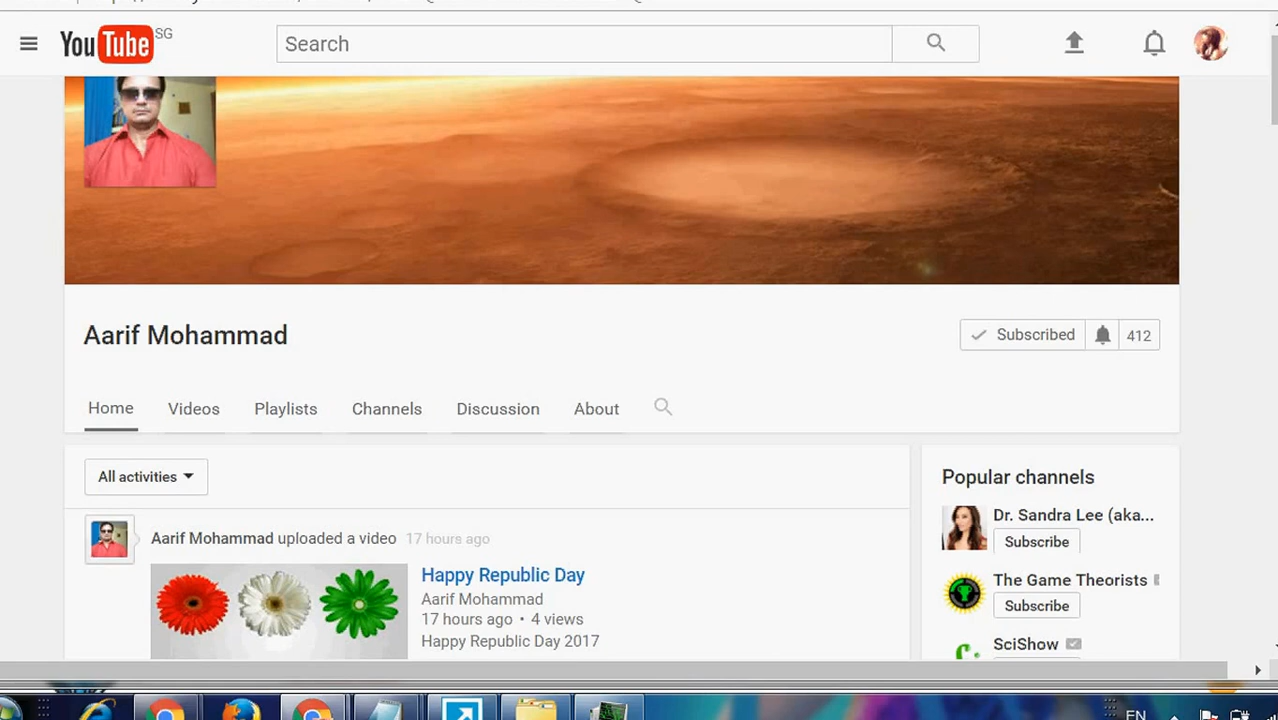 YouTube SG
Search
Aarif Mohammad
Subscribed 412
Home Videos Playlists Channels Discussion About
All activities
Aarif Mohammad uploaded a video 17 hours ago
Happy Republic Day
Aarif Mohammad
17 hours ago • 4 views
Happy Republic Day 2017
Popular channels
Dr. Sandra Lee (aka...
Subscribe
The Game Theorists
Subscribe
SciShow
EN